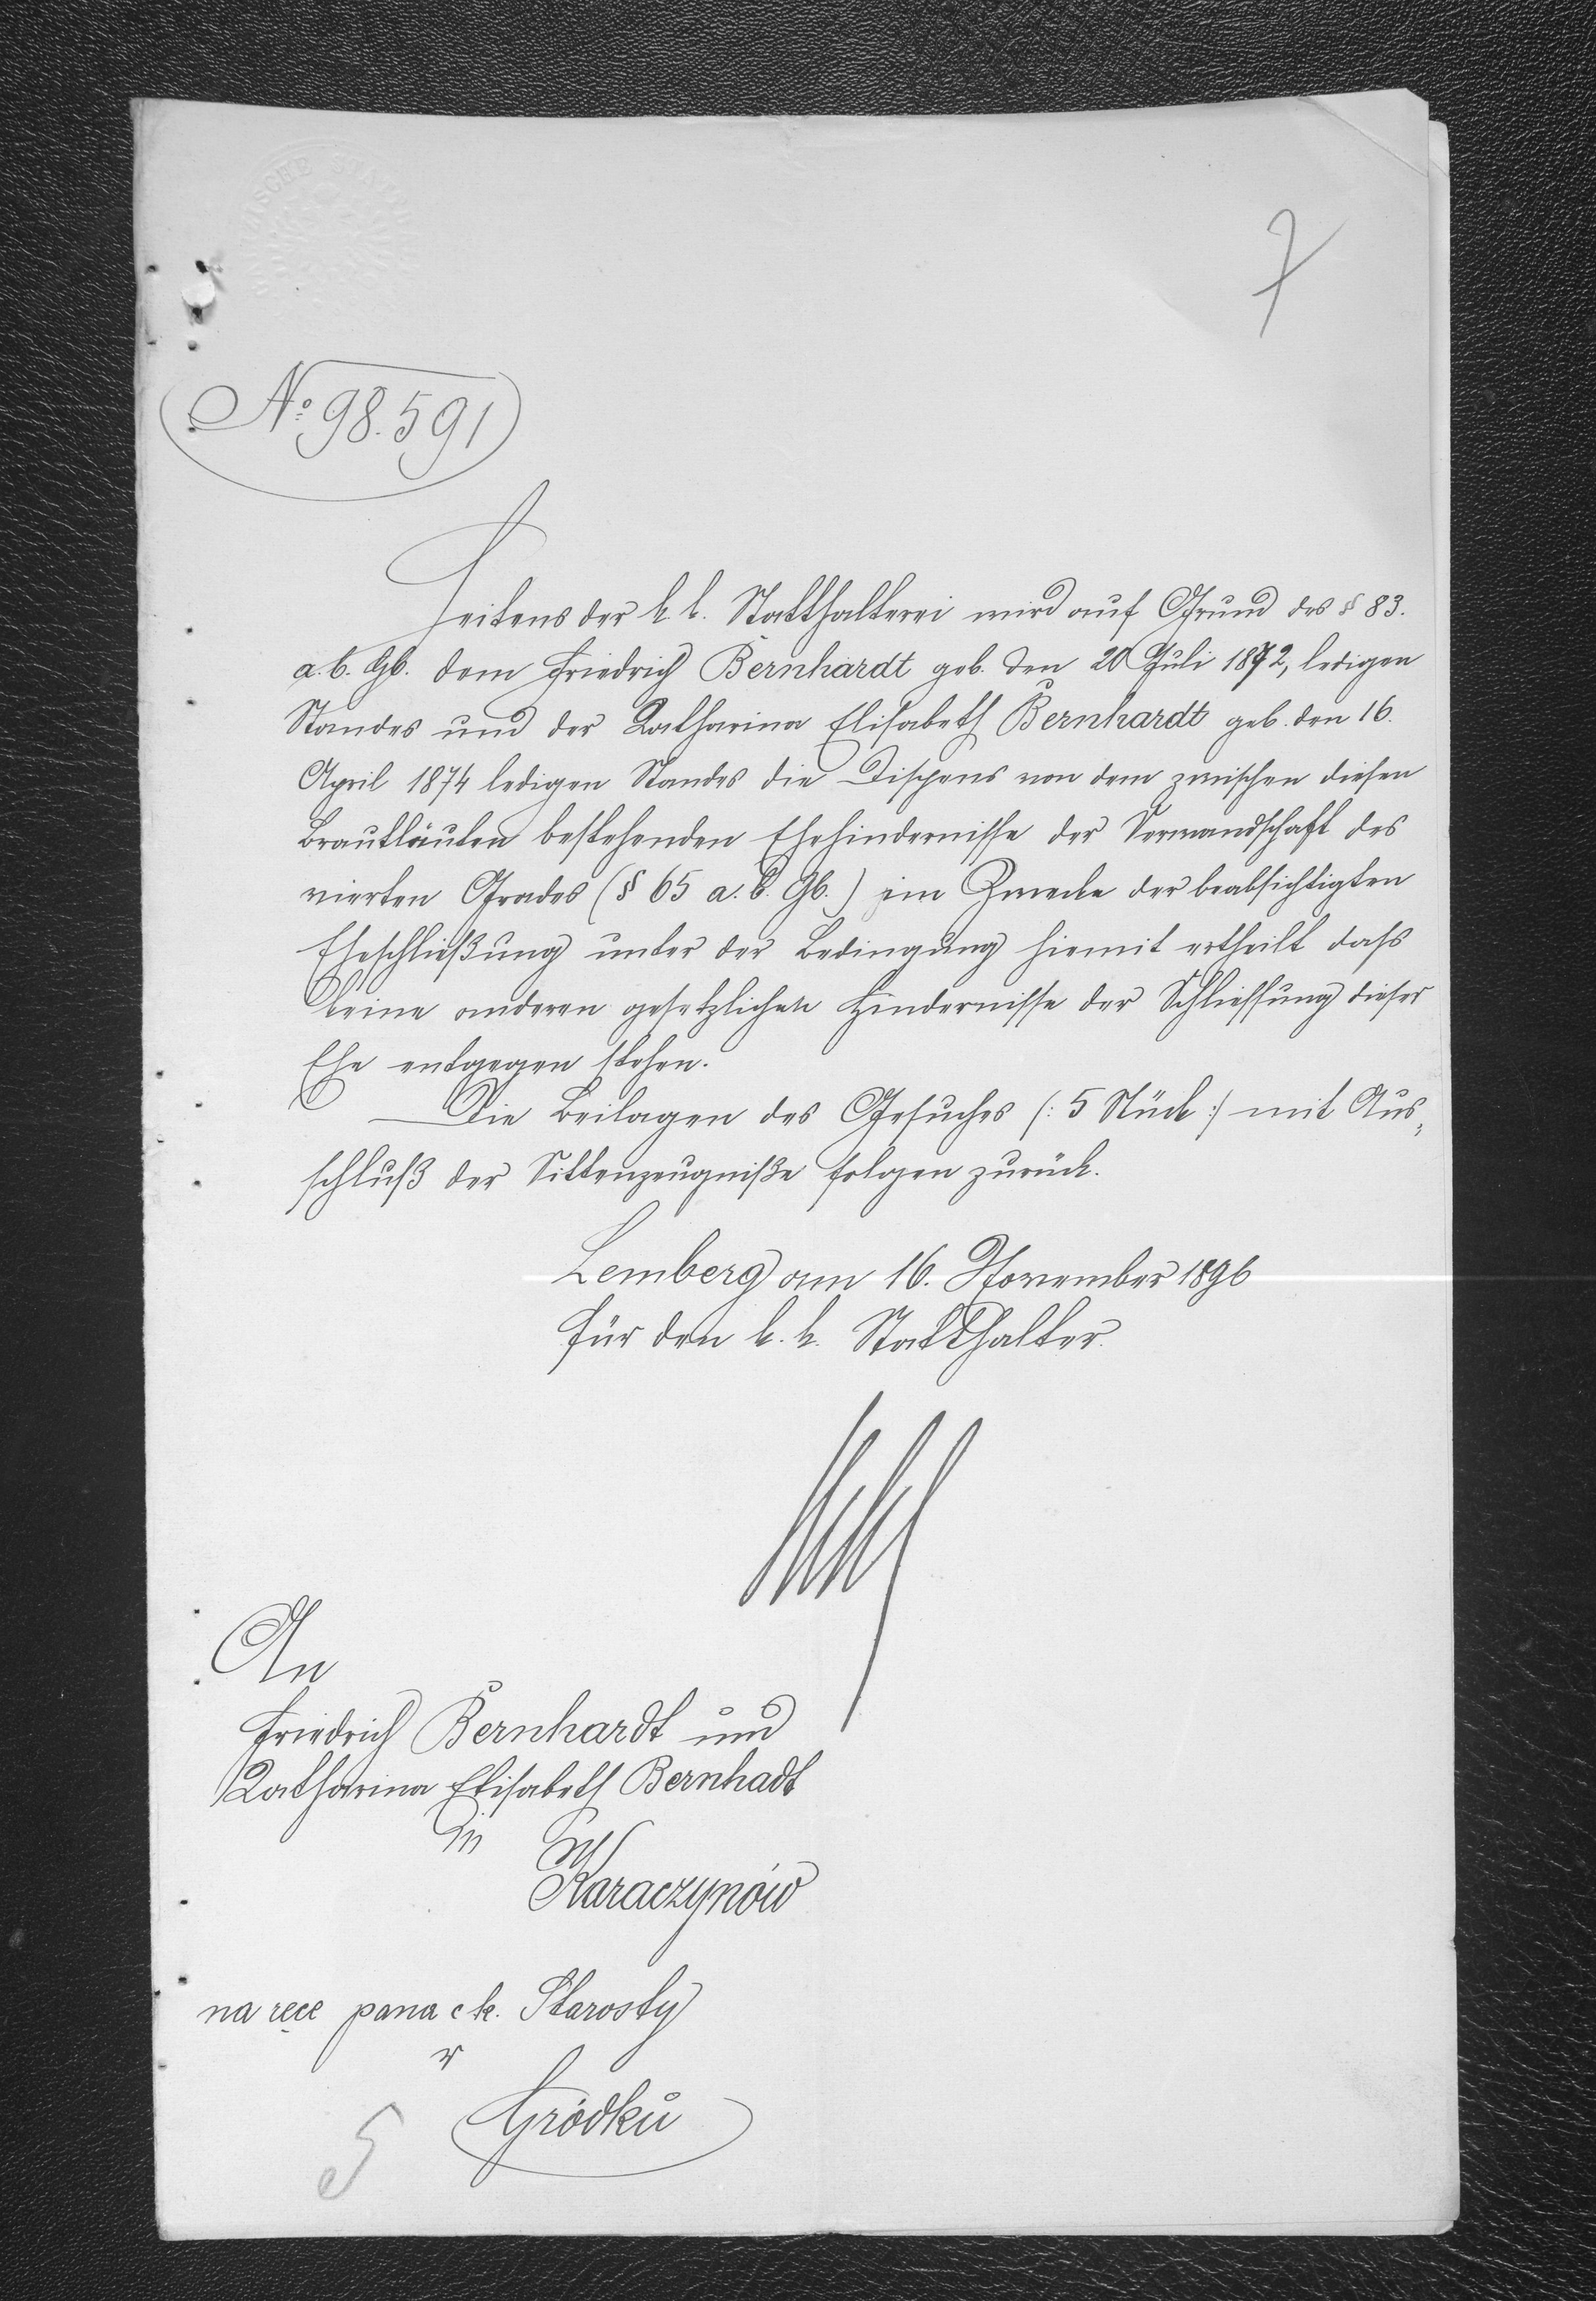 7
No 98.591
Seitens der k. k. Statthalterei wird auf Grund des § 83.
a. b. Gb. dem Friedrich Bernhardt geb. den 20 Juli 1872, ledigen
Standes und der Katharina Elisabeth Bernhardt geb. den 16.
April 1874 ledigen Standes die Dispens von dem zwischen diesen
Brautläuten bestehenden Ehehindernisse der Verwandschaft des
vierten Grades (§ 65 a. b. Gb.) im Zwecke der beabsichtigten
Eheschließung unter der Bedingung hiemit ertheilt dass
keine anderen gesetzlichen Hindernisse der Schliessung dieser
Ehe entgegen stehen.
Die Beilagen des Gesuches (: 5 Stück :) mit Aus„
schluß der Sittenzeugniße folgen zurück.
Lemberg am 16. November 1896
Für den k. k. Statthalter.
An
Friedrich Bernhardt und
Katharina Elisabeth Bernhadt
in
Karaczynów
na ręce pana c k. Starosty
w
Gródku
5